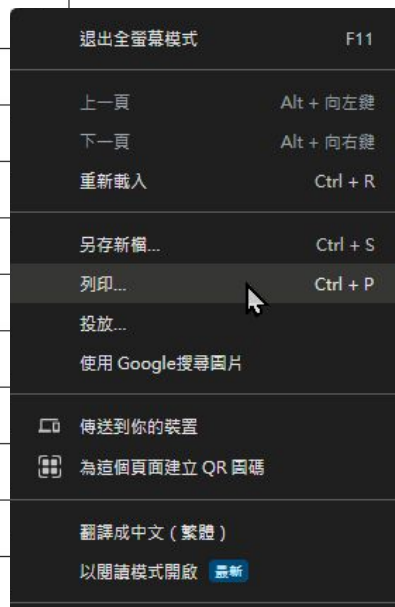 退出全螢幕模式 F11
上一頁 Alt + 向左鍵
下一頁 Alt + 向右鍵
重新載入 Ctrl + R
另存新檔... Ctrl + S
列印... Ctrl + P
投放...
使用 Google搜尋圖片
傳送到你的裝置
為這個頁面建立 QR 圖碼
翻譯成中文 ( 繁體 )
以閱讀模式開啟 最新